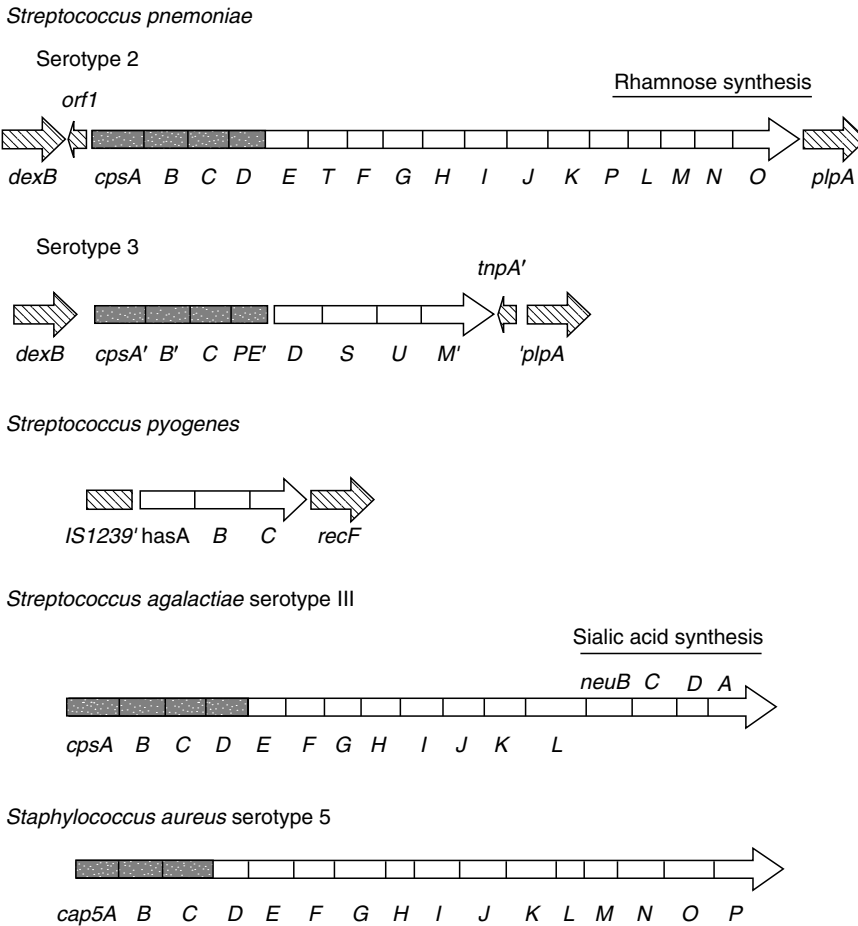 Streptococcus pnemoniae
Serotype 2
Rhamnose synthesis
orf1
dexB cpsA B C D E T F G H I J K P L M N O plpA
Serotype 3
tnpA'
dexB cpsA' B' C PE' D S U M' 'plpA
Streptococcus pyogenes
IS1239' hasA B C recF
Streptococcus agalactiae serotype III
Sialic acid synthesis
neuB C D A
cpsA B C D E F G H I J K L
Staphylococcus aureus serotype 5
cap5A B C D E F G H I J K L M N O P